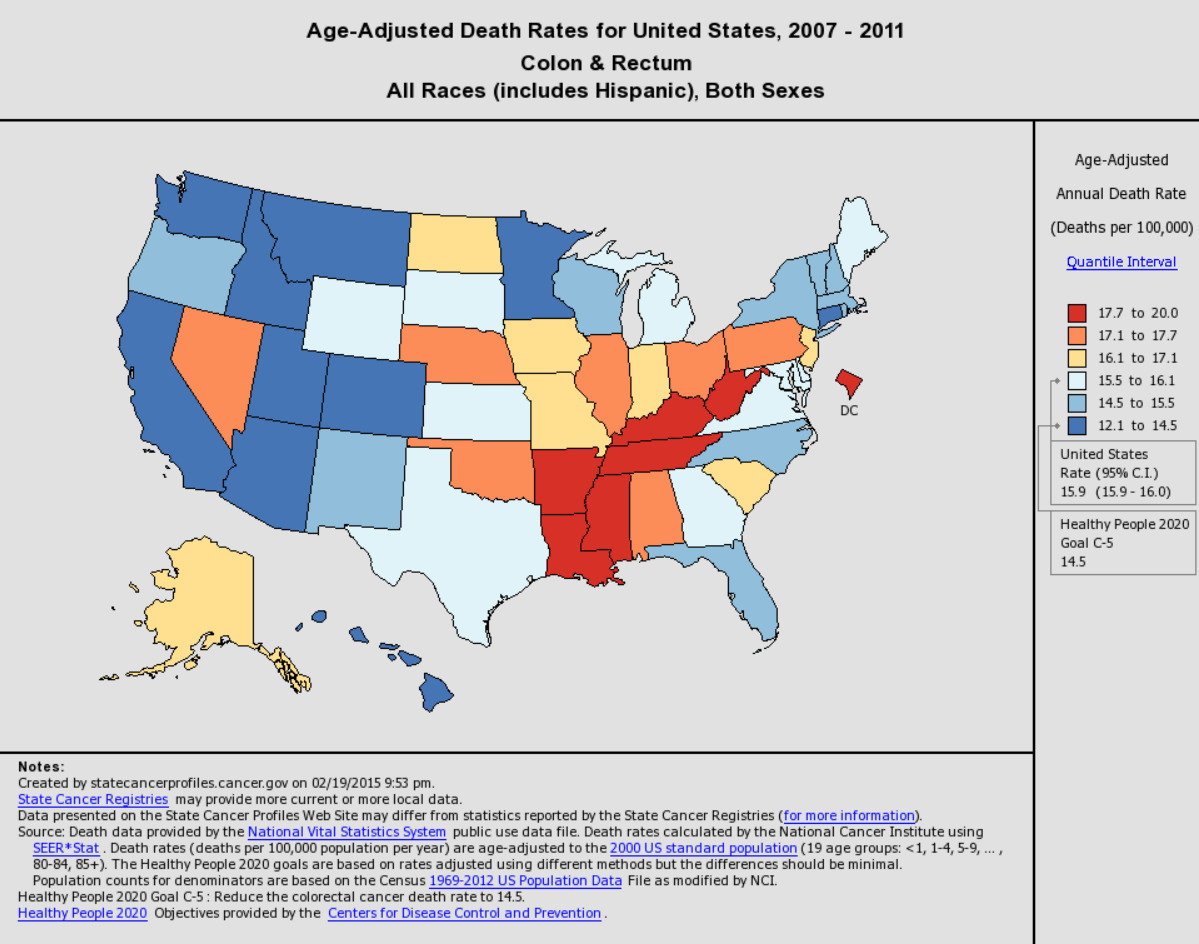 Age-Adjusted Death Rates for United States, 2007 - 2011
Colon & Rectum
All Races (includes Hispanic), Both Sexes
Age-Adjusted
Annual Death Rate
(Deaths per 100,000)
Quantile Interval
17.7 to 20.0
17.1 to 17.7
16.1 to 17.1
15.5 to 16.1
14.5 to 15.5
12.1 to 14.5
United States
Rate (95% C.I.)
15.9 (15.9 - 16.0)
Healthy People 2020
Goal C-5
14.5
DC
Notes:
Created by statecancerprofiles.cancer.gov on 02/19/2015 9:53 pm.
State Cancer Registries may provide more current or more local data.
Data presented on the State Cancer Profiles Web Site may differ from statistics reported by the State Cancer Registries (for more information).
Source: Death data provided by the National Vital Statistics System public use data file. Death rates calculated by the National Cancer Institute using
SEER*Stat . Death rates (deaths per 100,000 population per year) are age-adjusted to the 2000 US standard population (19 age groups: <1, 1-4, 5-9, ... ,
80-84, 85+). The Healthy People 2020 goals are based on rates adjusted using different methods but the differences should be minimal.
Population counts for denominators are based on the Census 1969-2012 US Population Data File as modified by NCI.
Healthy People 2020 Goal C-5 : Reduce the colorectal cancer death rate to 14.5.
Healthy People 2020 Objectives provided by the Centers for Disease Control and Prevention .